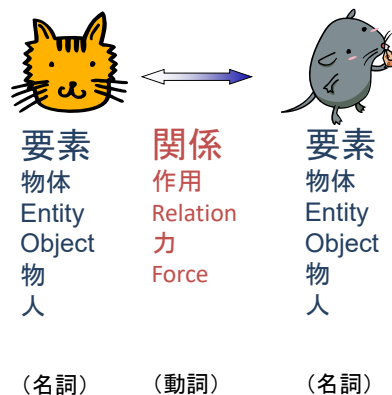 要素
物体
Entity
Object
物
人
(名詞)
関係
作用
Relation
力
Force
(動詞)
要素
物体
Entity
Object
物
人
(名詞)